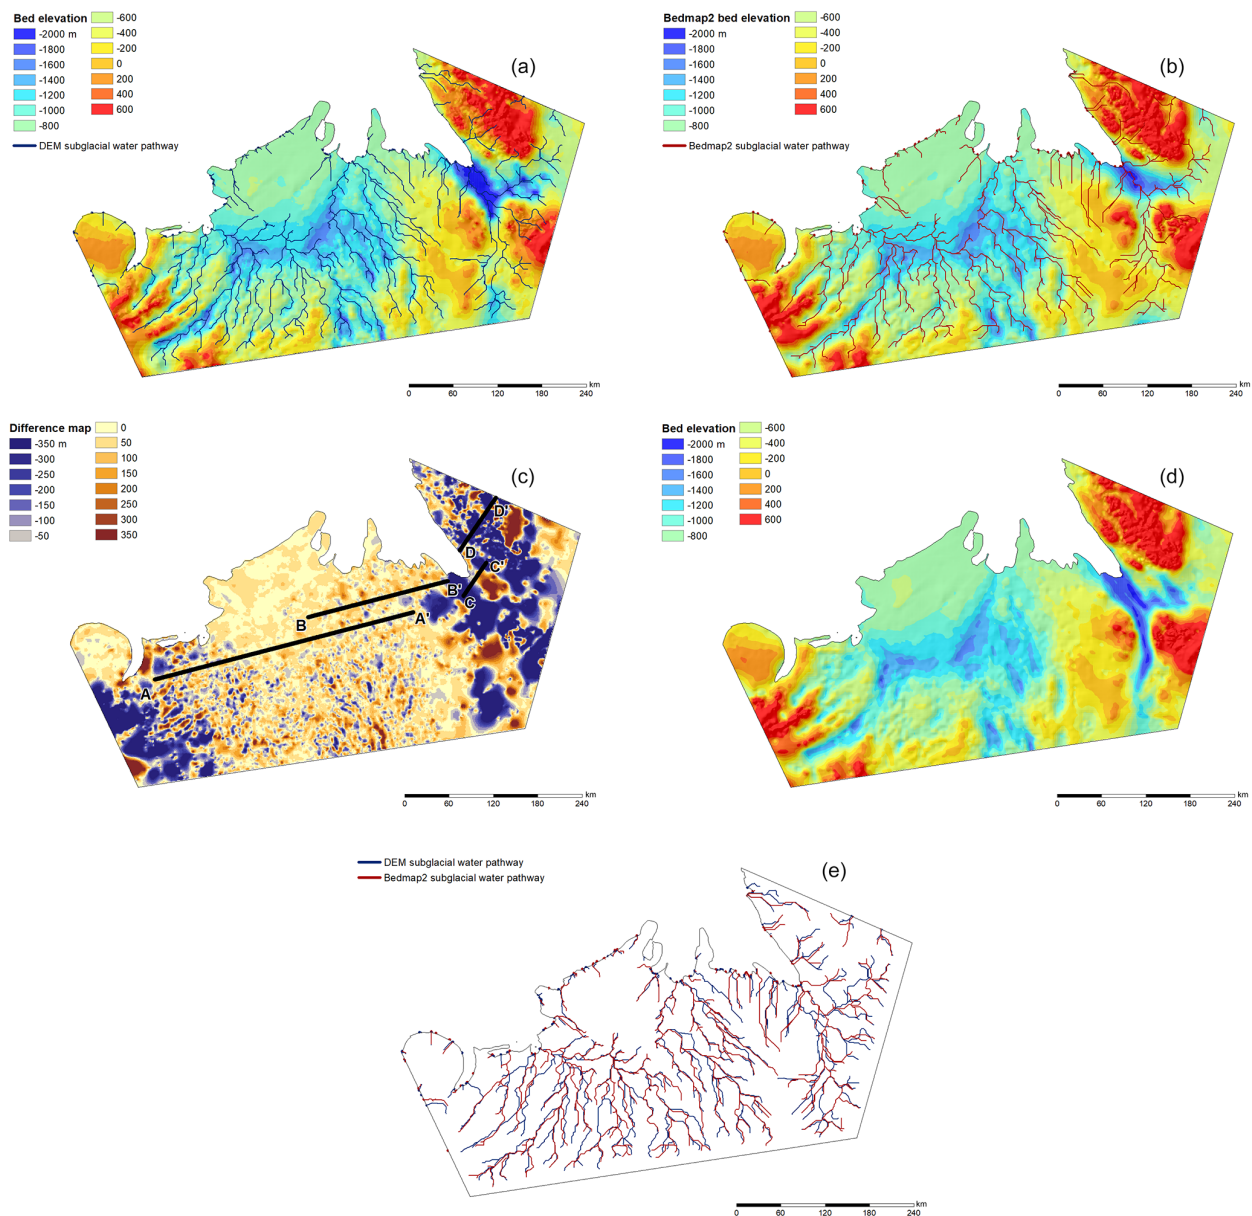 Bed elevation
-2000 m
-1800
-1600
-1400
-1200
-1000
-800
-600
-400
-200
0
200
400
600
DEM subglacial water pathway
(a)
km
0 60 120 180 240
Bedmap2 bed elevation
-2000 m
-1800
-1600
-1400
-1200
-1000
-800
-600
-400
-200
0
200
400
600
Bedmap2 subglacial water pathway
(b)
km
0 60 120 180 240
Difference map
-350 m
-300
-250
-200
-150
-100
-50
0
50
100
150
200
250
300
350
(c)
D'
D
C'
C
B'
B
A'
A
km
0 60 120 180 240
Bed elevation
-2000 m
-1800
-1600
-1400
-1200
-1000
-800
-600
-400
-200
0
200
400
600
(d)
km
0 60 120 180 240
DEM subglacial water pathway
Bedmap2 subglacial water pathway
(e)
km
0 60 120 180 240